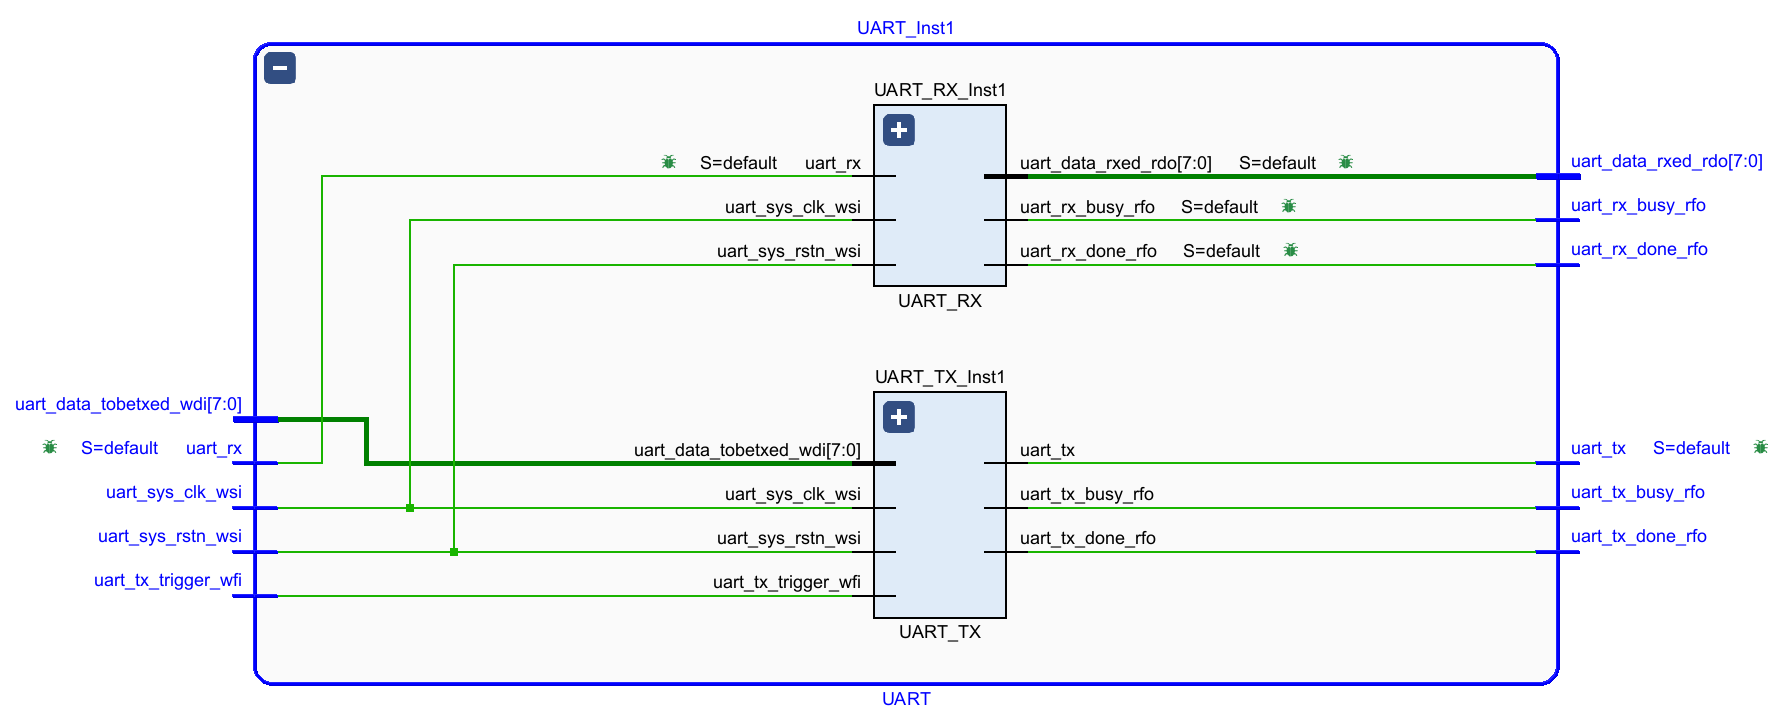 UART_Inst1
UART_RX_Inst1
S=default uart_rx
uart_data_rxed_rdo[7:0] S=default
uart_data_rxed_rdo[7:0]
uart_sys_clk_wsi
uart_rx_busy_rfo S=default
uart_rx_busy_rfo
uart_sys_rstn_wsi
uart_rx_done_rfo S=default
uart_rx_done_rfo
UART_RX
UART_TX_Inst1
uart_data_tobetxed_wdi[7:0]
S=default uart_rx
uart_data_tobetxed_wdi[7:0]
uart_tx
uart_tx S=default
uart_sys_clk_wsi
uart_sys_clk_wsi
uart_tx_busy_rfo
uart_tx_busy_rfo
uart_sys_rstn_wsi
uart_sys_rstn_wsi
uart_tx_done_rfo
uart_tx_done_rfo
uart_tx_trigger_wfi
uart_tx_trigger_wfi
UART_TX
UART